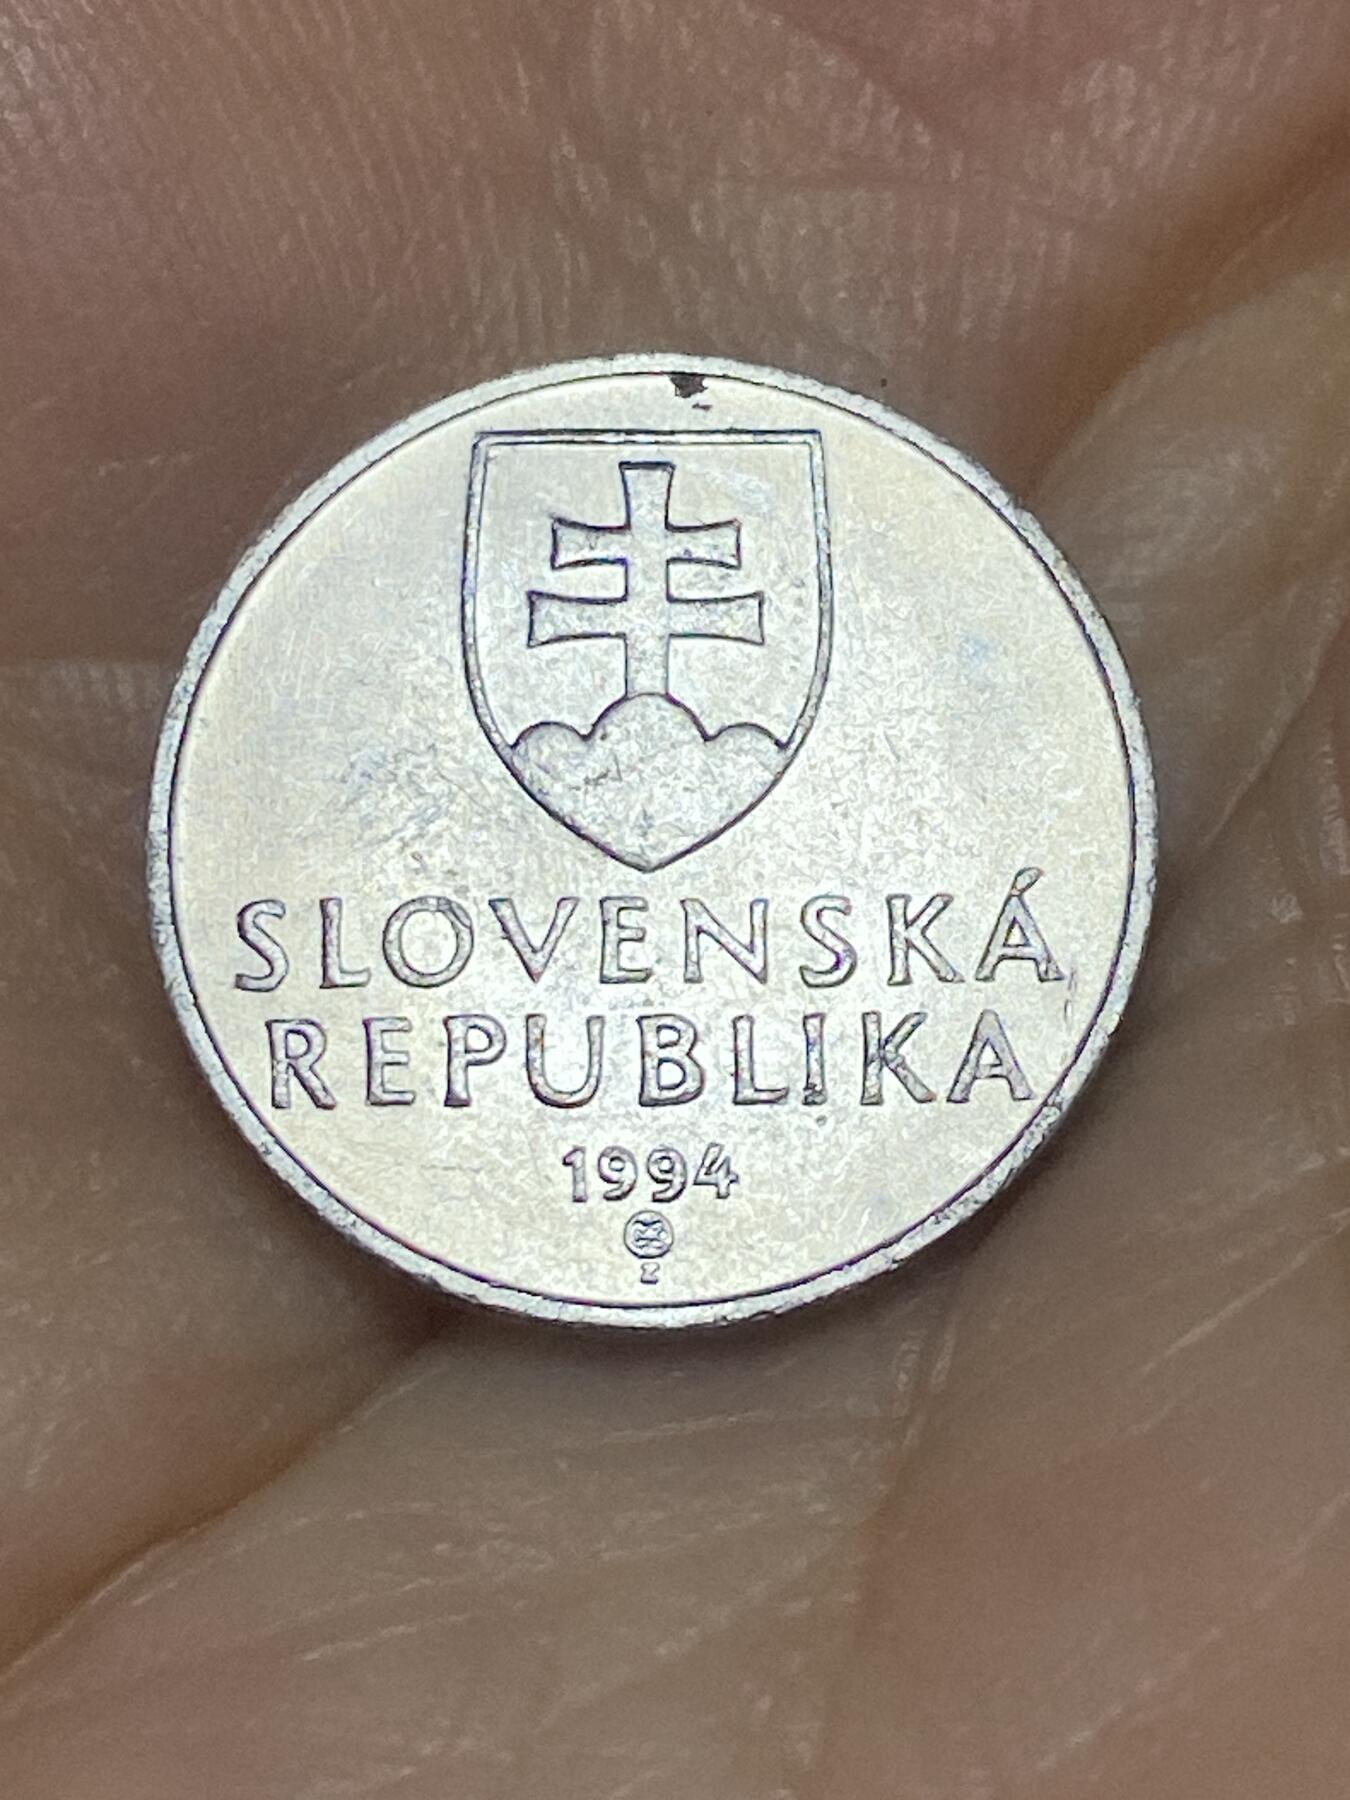 SLOVENSKÁ
REPUBLIKA
1994
Z